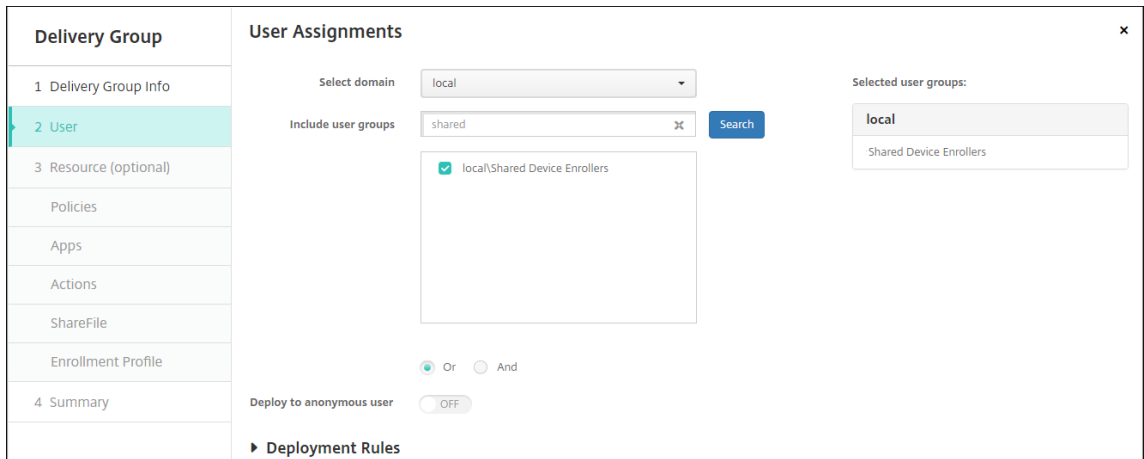 Delivery Group
1 Delivery Group Info
2 User
3 Resource (optional)
Policies
Apps
Actions
ShareFile
Enrollment Profile
4 Summary
User Assignments
Select domain
local
Include user groups
shared
Search
local\Shared Device Enrollers
Or
And
Deploy to anonymous user
OFF
Deployment Rules
Selected user groups:
local
Shared Device Enrollers